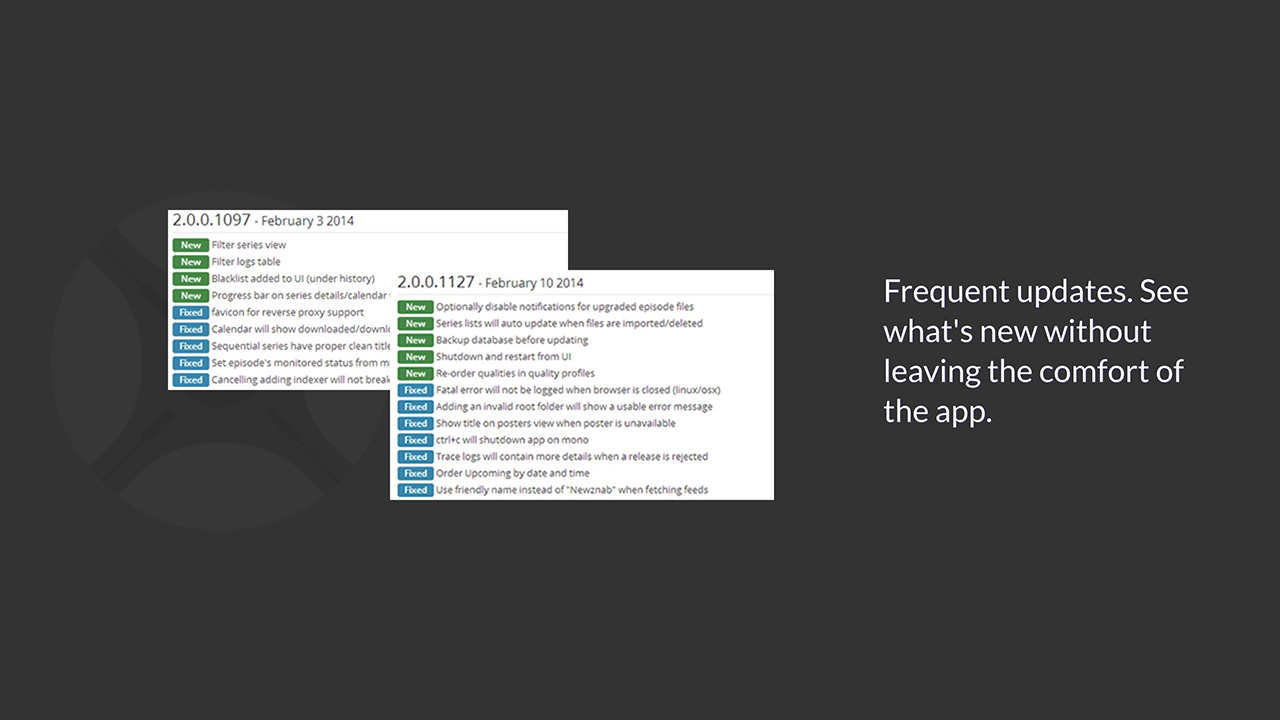 2.0.0.1097 - February 3 2014
New Filter series view
New Filter logs table
New Blacklist added to UI (under history)
New Progress bar on series details/calendar
Fixed favicon for reverse proxy support
Fixed Calendar will show downloaded/downl
Fixed Sequential series have proper clean title
Fixed Set episode's monitored status from m
Fixed Cancelling adding indexer will not break
2.0.0.1127 - February 10 2014
New Optionally disable notifications for upgraded episode files
New Series lists will auto update when files are imported/deleted
New Backup database before updating
New Shutdown and restart from UI
New Re-order qualities in quality profiles
Fixed Fatal error will not be logged when browser is closed (linux/osx)
Fixed Adding an invalid root folder will show a usable error message
Fixed Show title on posters view when poster is unavailable
Fixed ctrl+c will shutdown app on mono
Fixed Trace logs will contain more details when a release is rejected
Fixed Order Upcoming by date and time
Fixed Use friendly name instead of "Newznab" when fetching feeds
Frequent updates. See
what's new without
leaving the comfort of
the app.